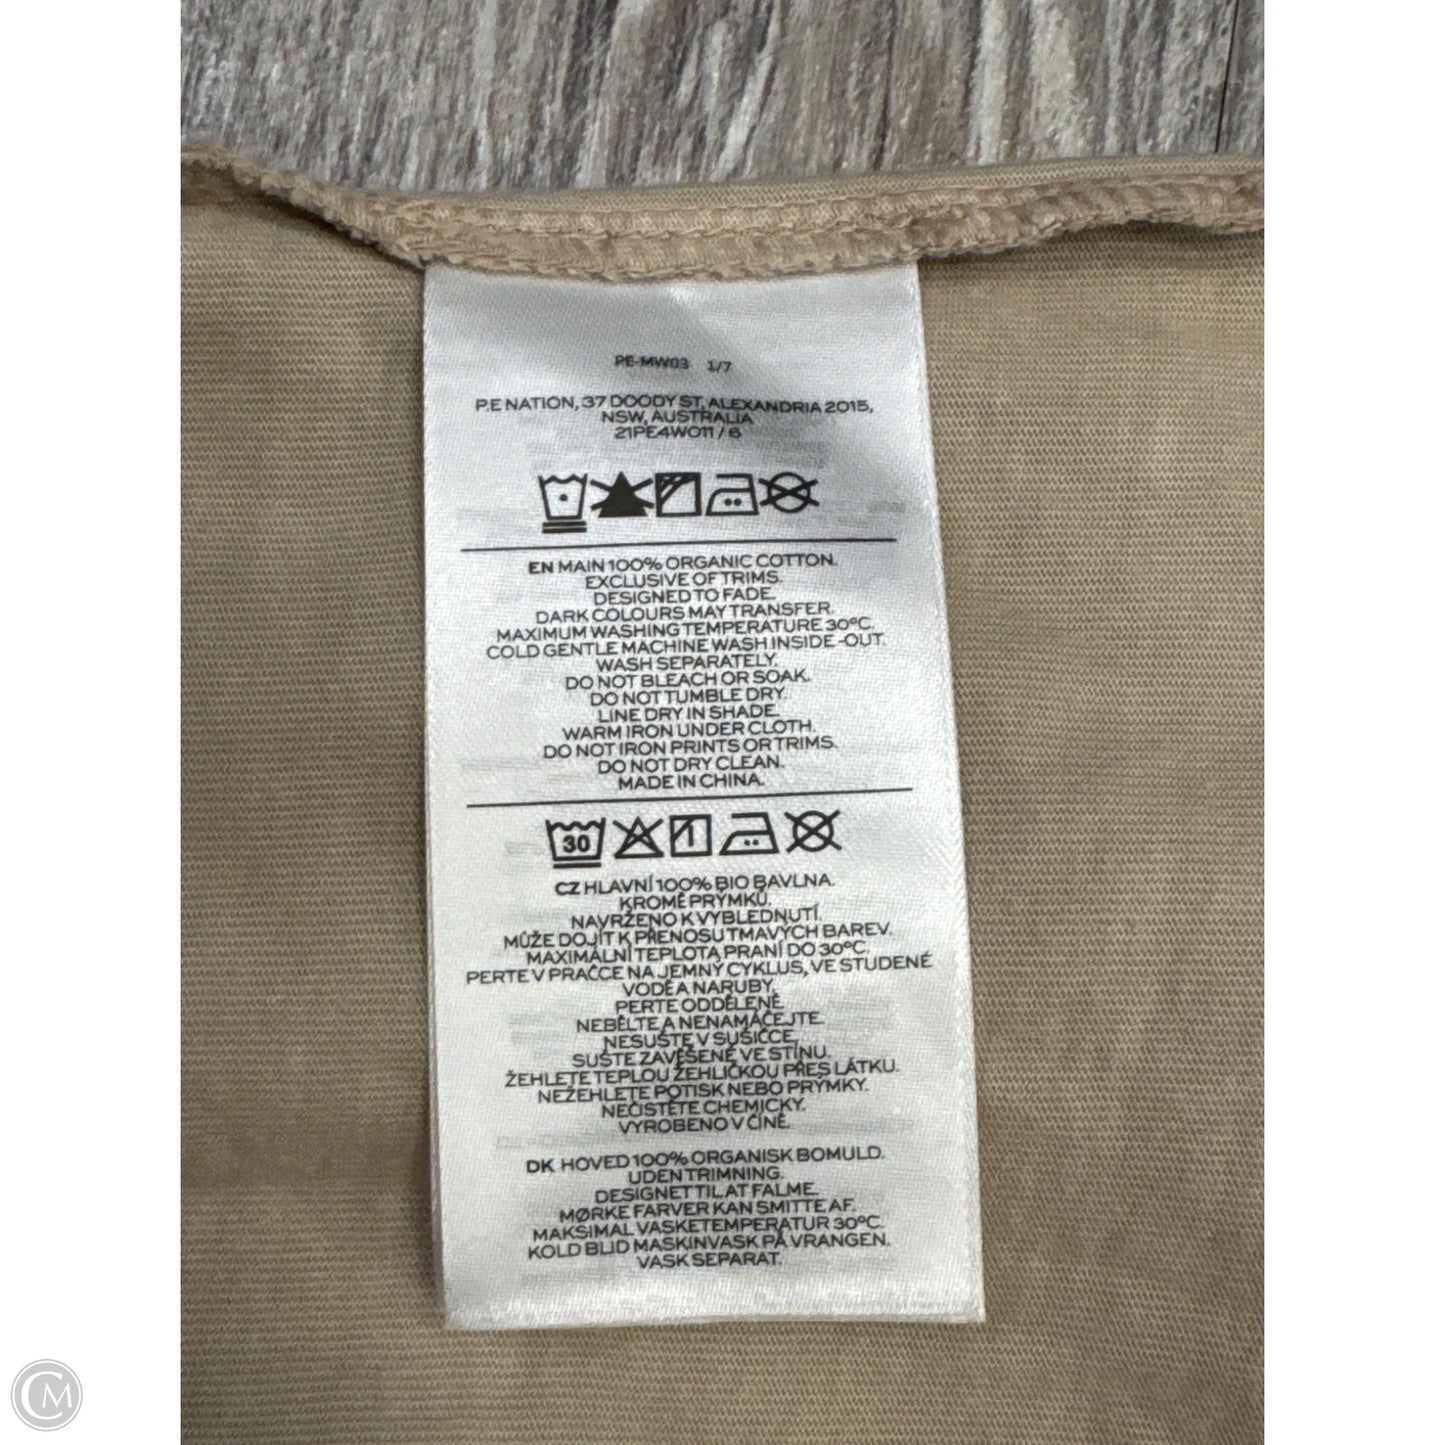 PE-MW03 1/7
P.E NATION, 37 DOODY ST, ALEXANDRIA 2015,
NSW, AUSTRALIA
21PE4W011 / 6
EN MAIN 100% ORGANIC COTTON.
EXCLUSIVE OF TRIMS.
DESIGNED TO FADE.
DARK COLOURS MAY TRANSFER.
MAXIMUM WASHING TEMPERATURE 30ºC.
COLD GENTLE MACHINE WASH INSIDE-OUT.
WASH SEPARATELY.
DO NOT BLEACH OR SOAK.
DO NOT TUMBLE DRY.
LINE DRY IN SHADE.
WARM IRON UNDER CLOTH.
DO NOT IRON PRINTS OR TRIMS.
DO NOT DRY CLEAN.
MADE IN CHINA.
30
CZ HLAVNÍ 100% BIO BAVLNA.
KROMĚ PRÝMKŮ.
NAVRŽENO K VYBLEDNUTÍ.
MŮŽE DOJÍT K PŘENOSU TMAVÝCH BAREV.
MAXIMÁLNÍ TEPLOTA PRANÍ DO 30ºC.
PERTE V PRAČCE NA JEMNÝ CYKLUS, VE STUDENÉ
VODĚ A NARUBY.
PERTE ODDĚLENĚ.
NEBĚLTE A NENAMÁČEJTE.
NESUŠTE V SUŠIČCE.
SUŠTE ZAVĚŠENÉ VE STÍNU.
ŽEHLETE TEPLOU ŽEHLIČKOU PŘES LÁTKU.
NEŽEHLETE POTISK NEBO PRÝMKY.
NEČISTĚTE CHEMICKY.
VYROBENO V ČÍNĚ.
DK HOVED 100% ORGANISK BOMULD.
UDEN TRIMNING.
DESIGNET TIL AT FALME.
MØRKE FARVER KAN SMITTE AF.
MAKSIMAL VASKETEMPERATUR 30ºC.
KOLD BLID MASKINVASK PÅ VRANGEN.
VASK SEPARAT.
CM